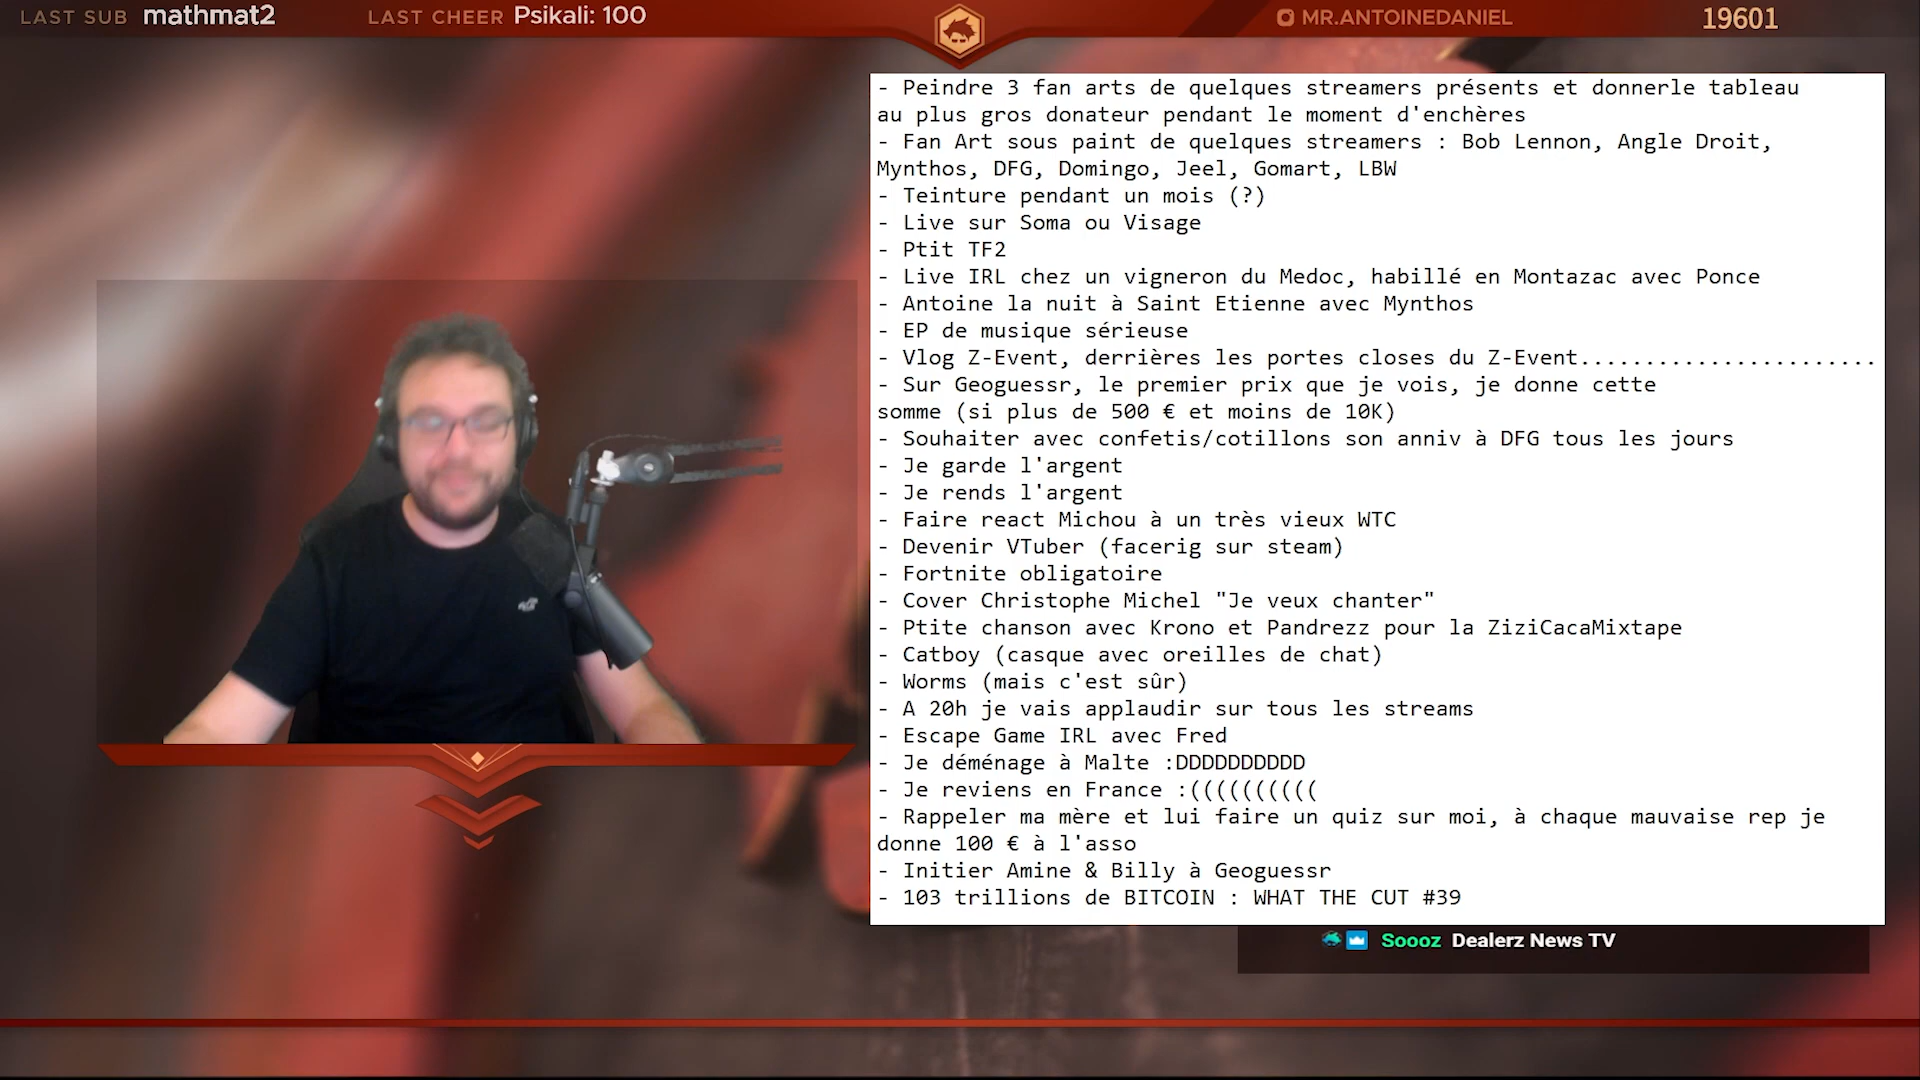 LAST SUB mathmat2
LAST CHEER Psikali: 100
MR.ANTOINEDANIEL
19601
- Peindre 3 fan arts de quelques streamers présents et donnerle tableau
au plus gros donateur pendant le moment d'enchères
- Fan Art sous paint de quelques streamers : Bob Lennon, Angle Droit,
Mynthos, DFG, Domingo, Jeel, Gomart, LBW
- Teinture pendant un mois (?)
- Live sur Soma ou Visage
- Ptit TF2
- Live IRL chez un vigneron du Medoc, habillé en Montazac avec Ponce
- Antoine la nuit à Saint Etienne avec Mynthos
- EP de musique sérieuse
- Vlog Z-Event, derrières les portes closes du Z-Event.......................
- Sur Geoguessr, le premier prix que je vois, je donne cette
somme (si plus de 500 € et moins de 10K)
- Souhaiter avec confetis/cotillons son anniv à DFG tous les jours
- Je garde l'argent
- Je rends l'argent
- Faire react Michou à un très vieux WTC
- Devenir VTuber (facerig sur steam)
- Fortnite obligatoire
- Cover Christophe Michel "Je veux chanter"
- Ptite chanson avec Krono et Pandrezz pour la ZiziCacaMixtape
- Catboy (casque avec oreilles de chat)
- Worms (mais c'est sûr)
- A 20h je vais applaudir sur tous les streams
- Escape Game IRL avec Fred
- Je déménage à Malte :DDDDDDDDDD
- Je reviens en France :((((((((((
- Rappeler ma mère et lui faire un quiz sur moi, à chaque mauvaise rep je
donne 100 € à l'asso
- Initier Amine & Billy à Geoguessr
- 103 trillions de BITCOIN : WHAT THE CUT #39
Soooz Dealerz News TV